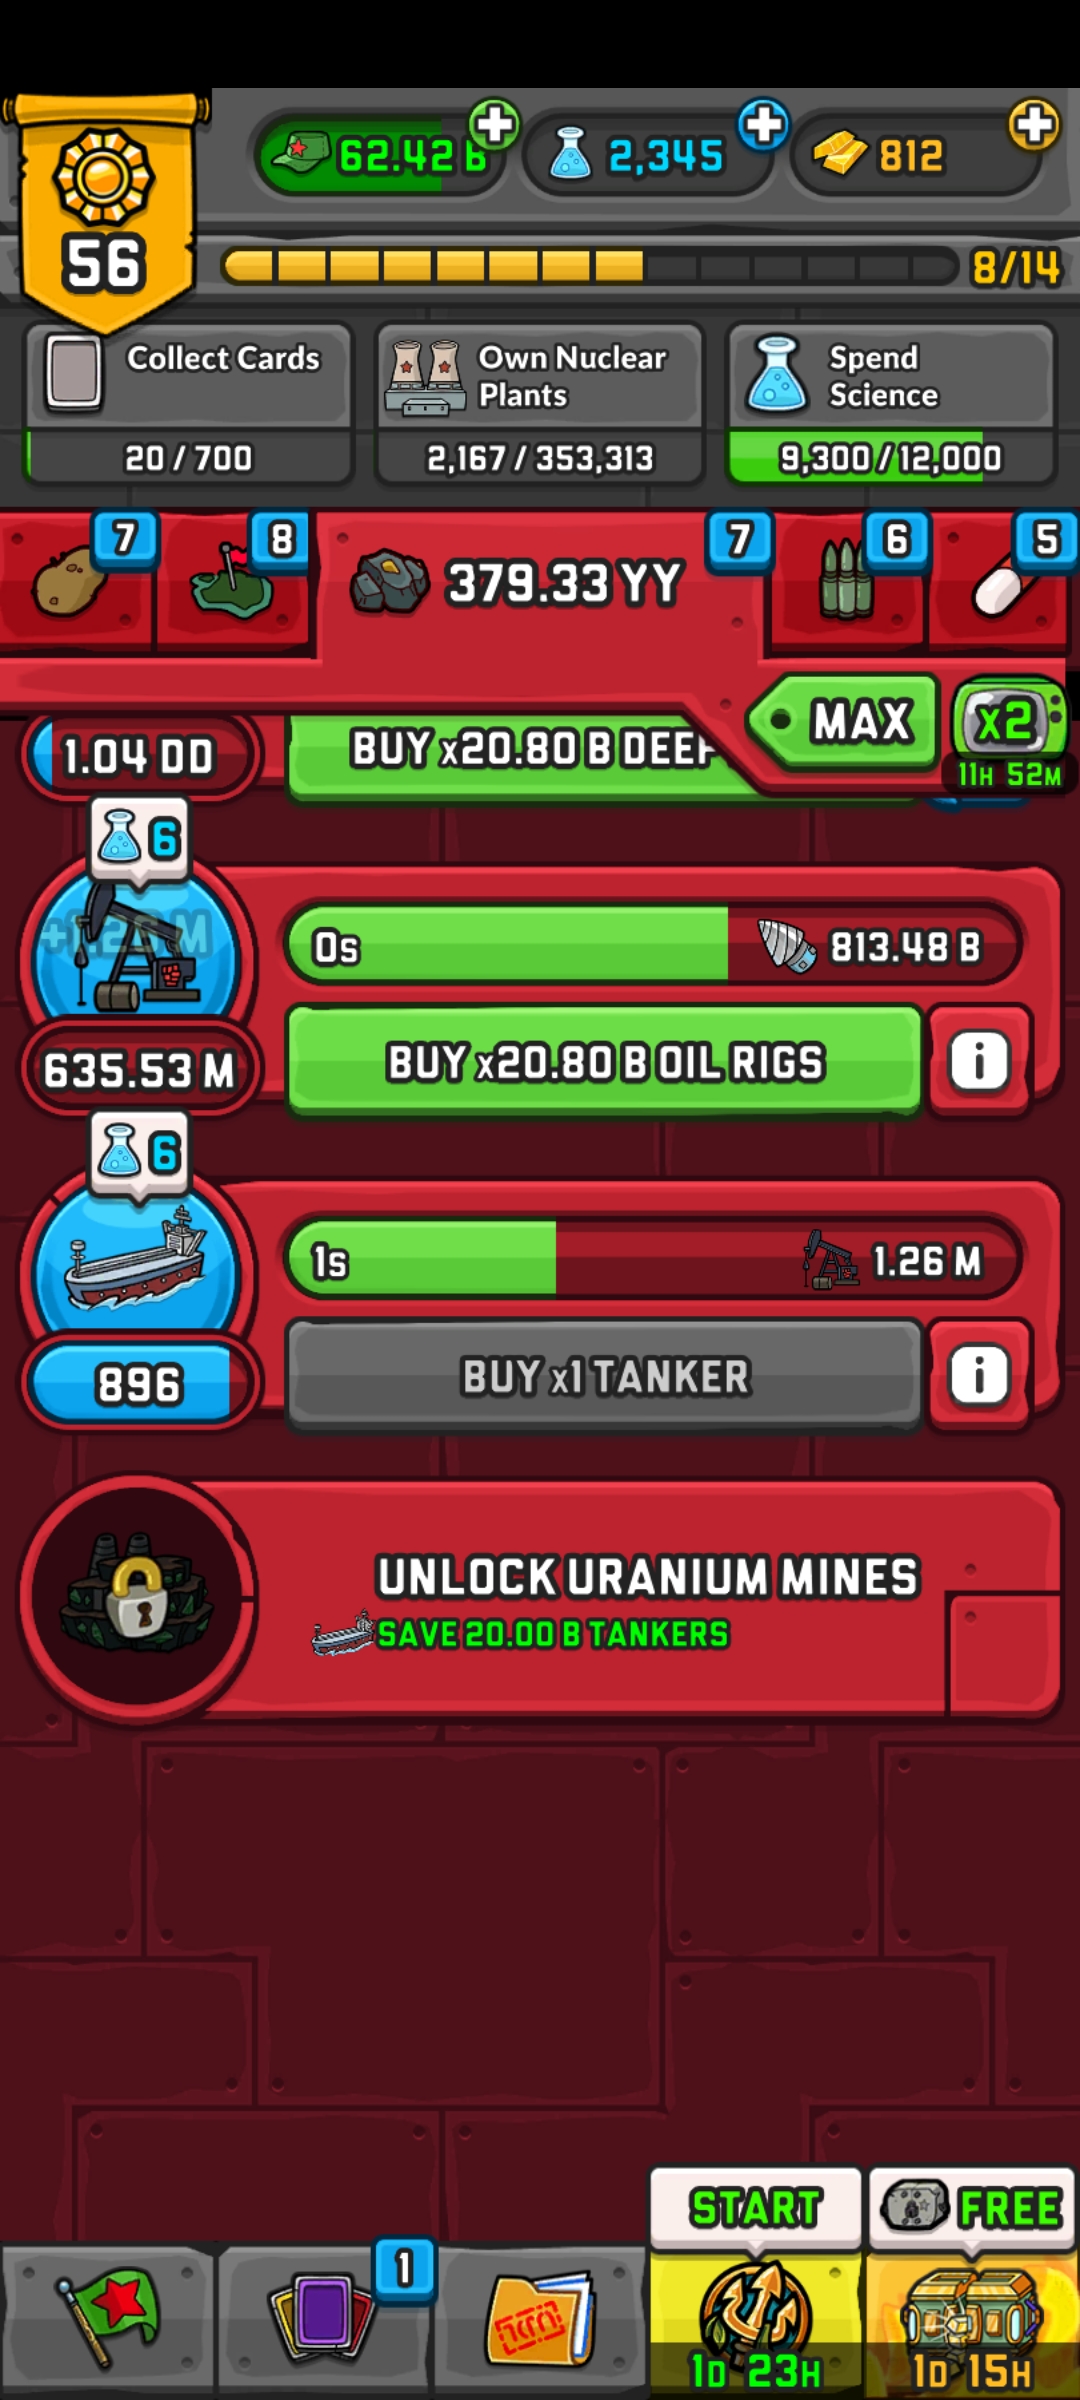 62.42 B
2,345
812
56
8/14
Collect Cards
20 / 700
Own Nuclear
Plants
2,167 / 353,313
Spend
Science
9,300 / 12,000
7
8
379.33 YY
7
6
5
MAX
x2
11H 52M
1.04 DD
BUY x20.80 B DEEP
6
+1.26 M
0s
813.48 B
635.53 M
BUY x20.80 B OIL RIGS
i
6
1s
1.26 M
896
BUY x1 TANKER
i
UNLOCK URANIUM MINES
SAVE 20.00 B TANKERS
START
FREE
1
1D 23H
1D 15H